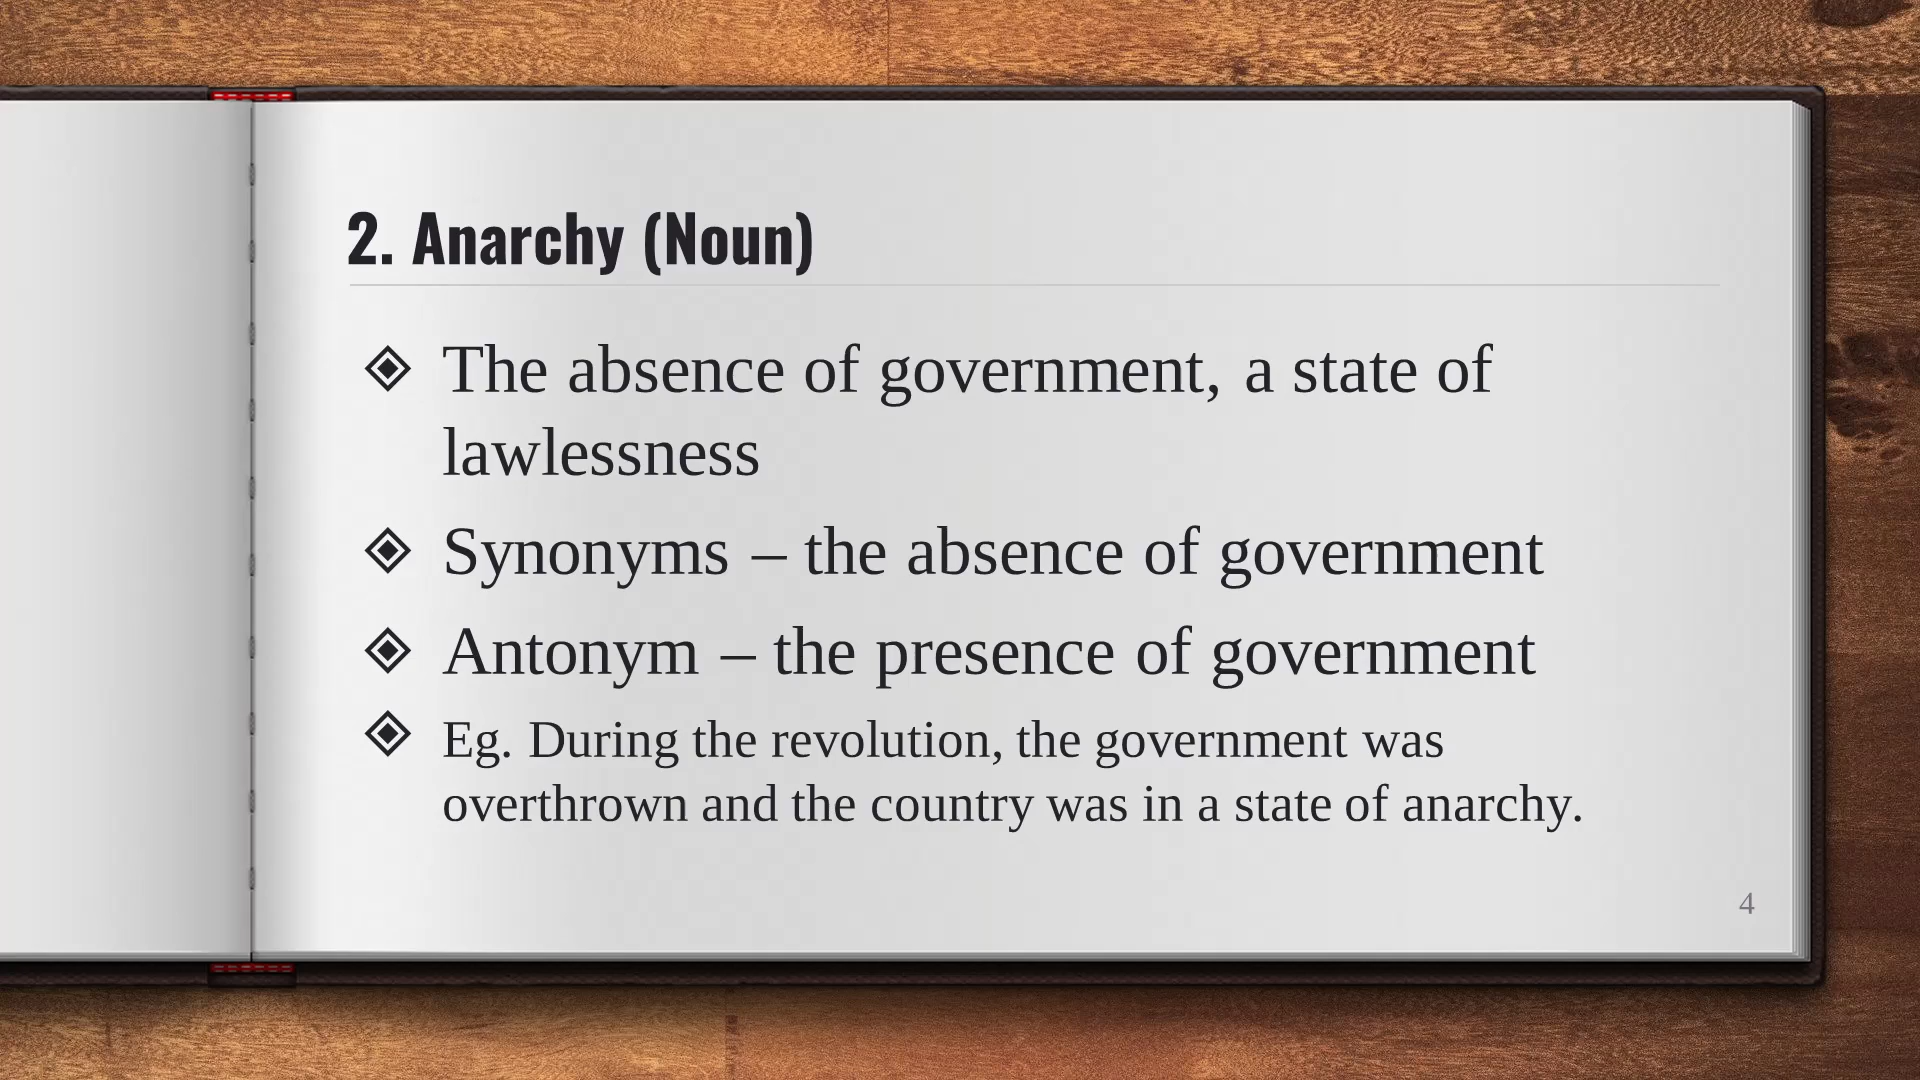 2. Anarchy (Noun)
The absence of government, a state of
lawlessness
Synonyms – the absence of government
Antonym – the presence of government
Eg. During the revolution, the government was
overthrown and the country was in a state of anarchy.
4